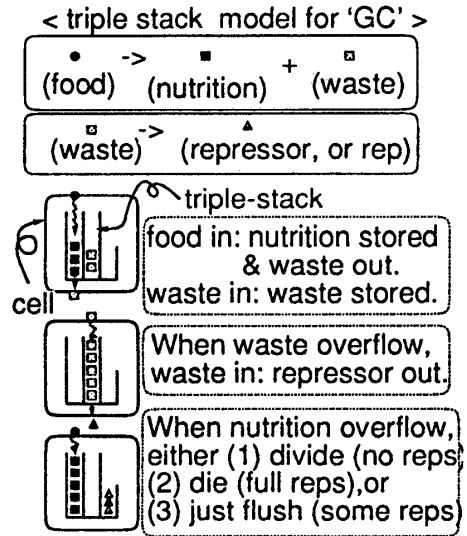 < triple stack model for 'GC' >
-> +
(food) (nutrition) (waste)
->
(waste) (repressor, or rep)
triple-stack
food in: nutrition stored
& waste out.
waste in: waste stored.
cell
When waste overflow,
waste in: repressor out.
When nutrition overflow,
either (1) divide (no reps)
(2) die (full reps),or
(3) just flush (some reps)